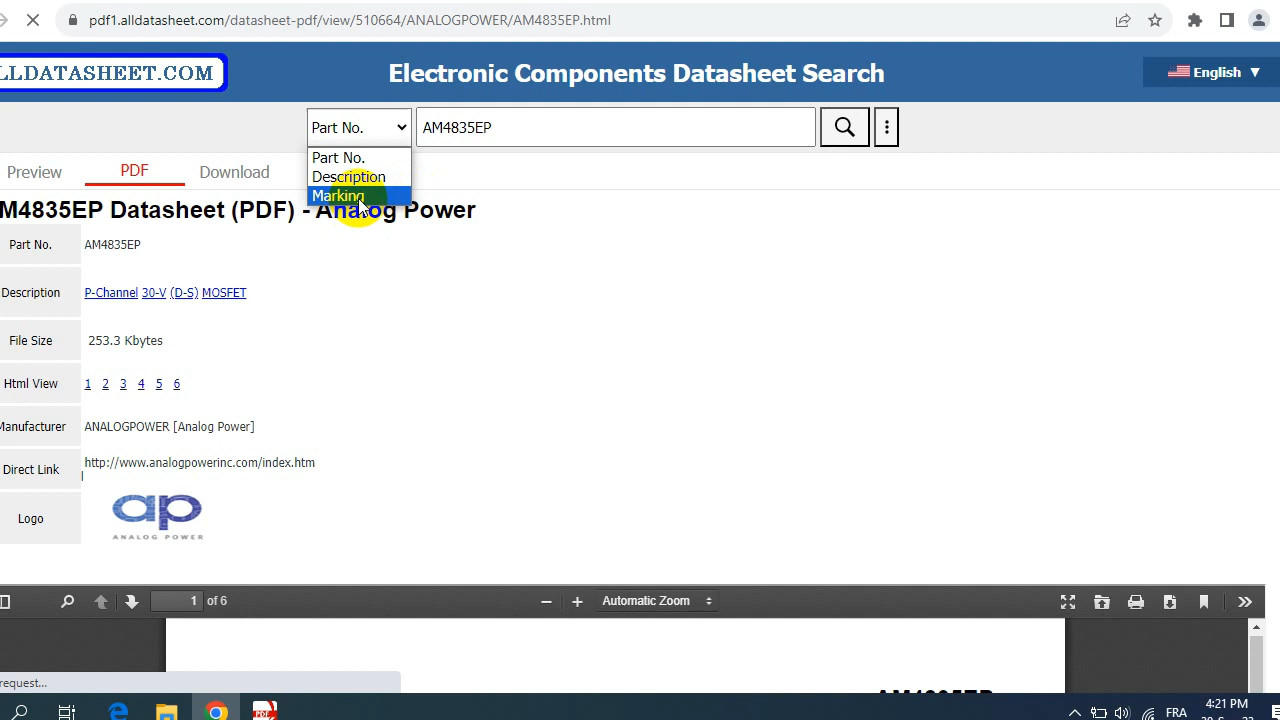 pdf1.alldatasheet.com/datasheet-pdf/view/510664/ANALOGPOWER/AM4835EP.html
LLDATASHEET.COM
Electronic Components Datasheet Search
English ▼
Part No.
AM4835EP
Part No.
Description
Marking
Preview
PDF
Download
M4835EP Datasheet (PDF) - Analog Power
Part No.
AM4835EP
Description
P-Channel 30-V (D-S) MOSFET
File Size
253.3 Kbytes
Html View
1 2 3 4 5 6
Manufacturer
ANALOGPOWER [Analog Power]
Direct Link
http://www.analogpowerinc.com/index.htm
l
Logo
ap
ANALOG POWER
1 of 6
Automatic Zoom
request...
PDF
FRA
4:21 PM